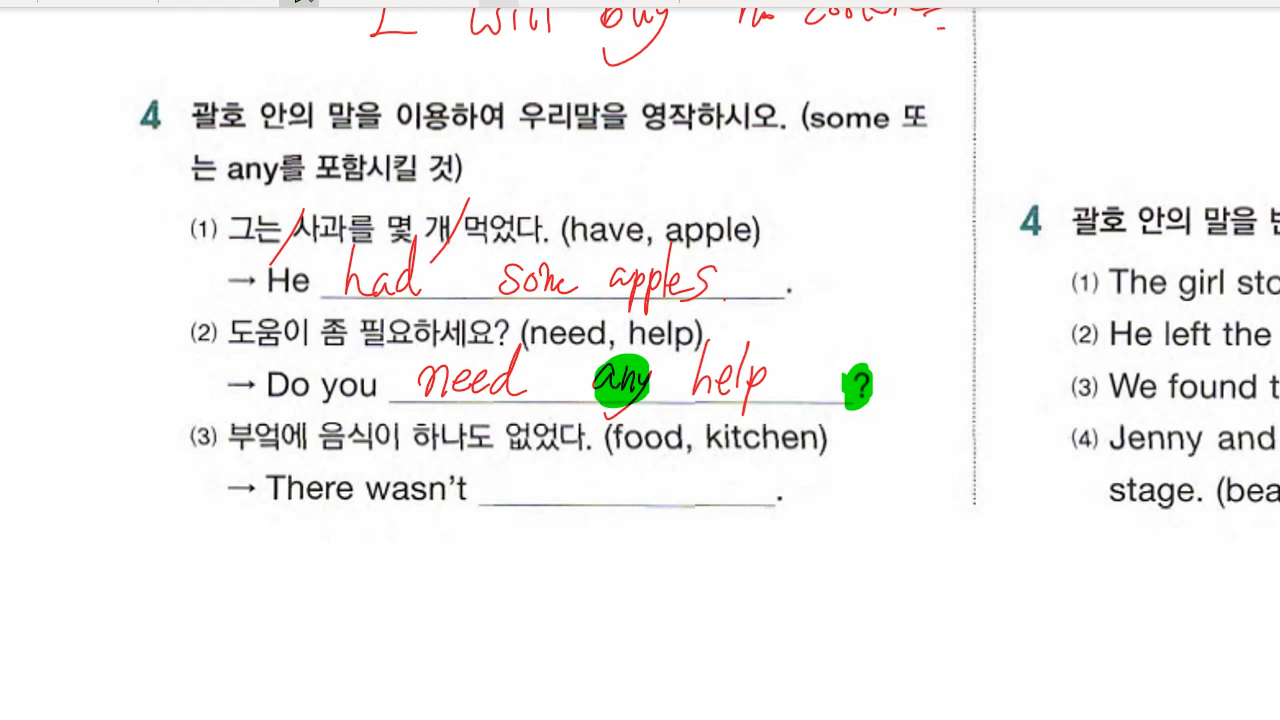 I will buy
4 괄호 안의 말을 이용하여 우리말을 영작하시오. (some 또
는 any를 포함시킬 것)
(1) 그는 사과를 몇 개 먹었다. (have, apple)
→ He had some apples.
(2) 도움이 좀 필요하세요? (need, help)
→ Do you need any help ?
(3) 부엌에 음식이 하나도 없었다. (food, kitchen)
→ There wasn't .
4 괄호 안의 말을
(1) The girl sto
(2) He left the
(3) We found t
(4) Jenny and
stage. (bea